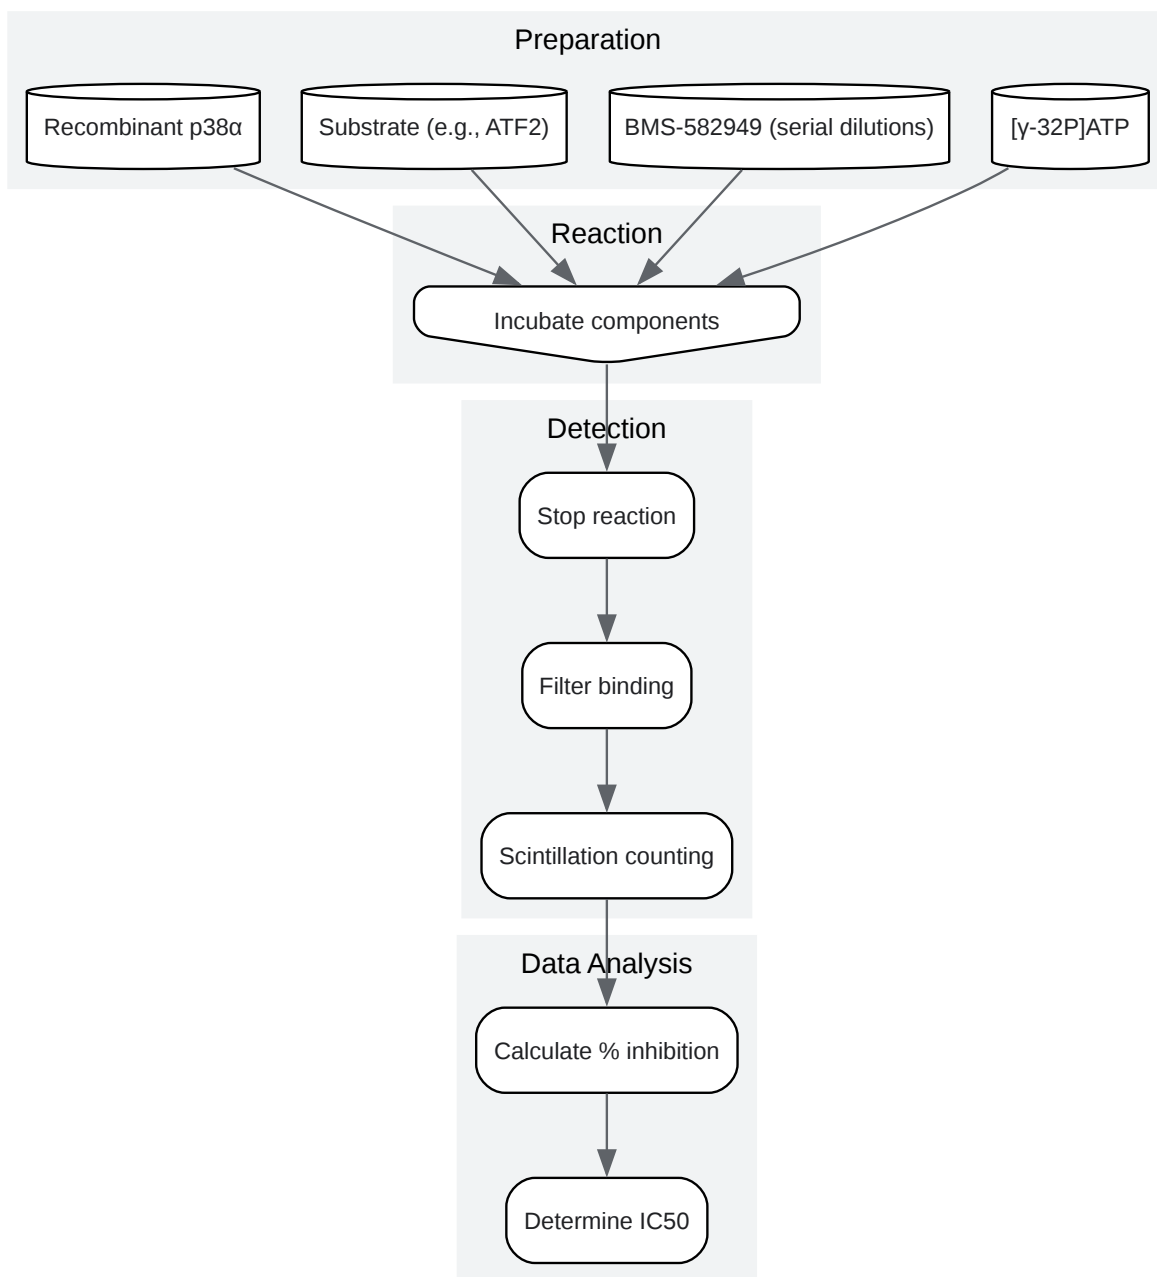 Preparation
Recombinant p38α
Substrate (e.g., ATF2)
BMS-582949 (serial dilutions)
[γ-32P]ATP
Reaction
Incubate components
Detection
Stop reaction
Filter binding
Scintillation counting
Data Analysis
Calculate % inhibition
Determine IC50